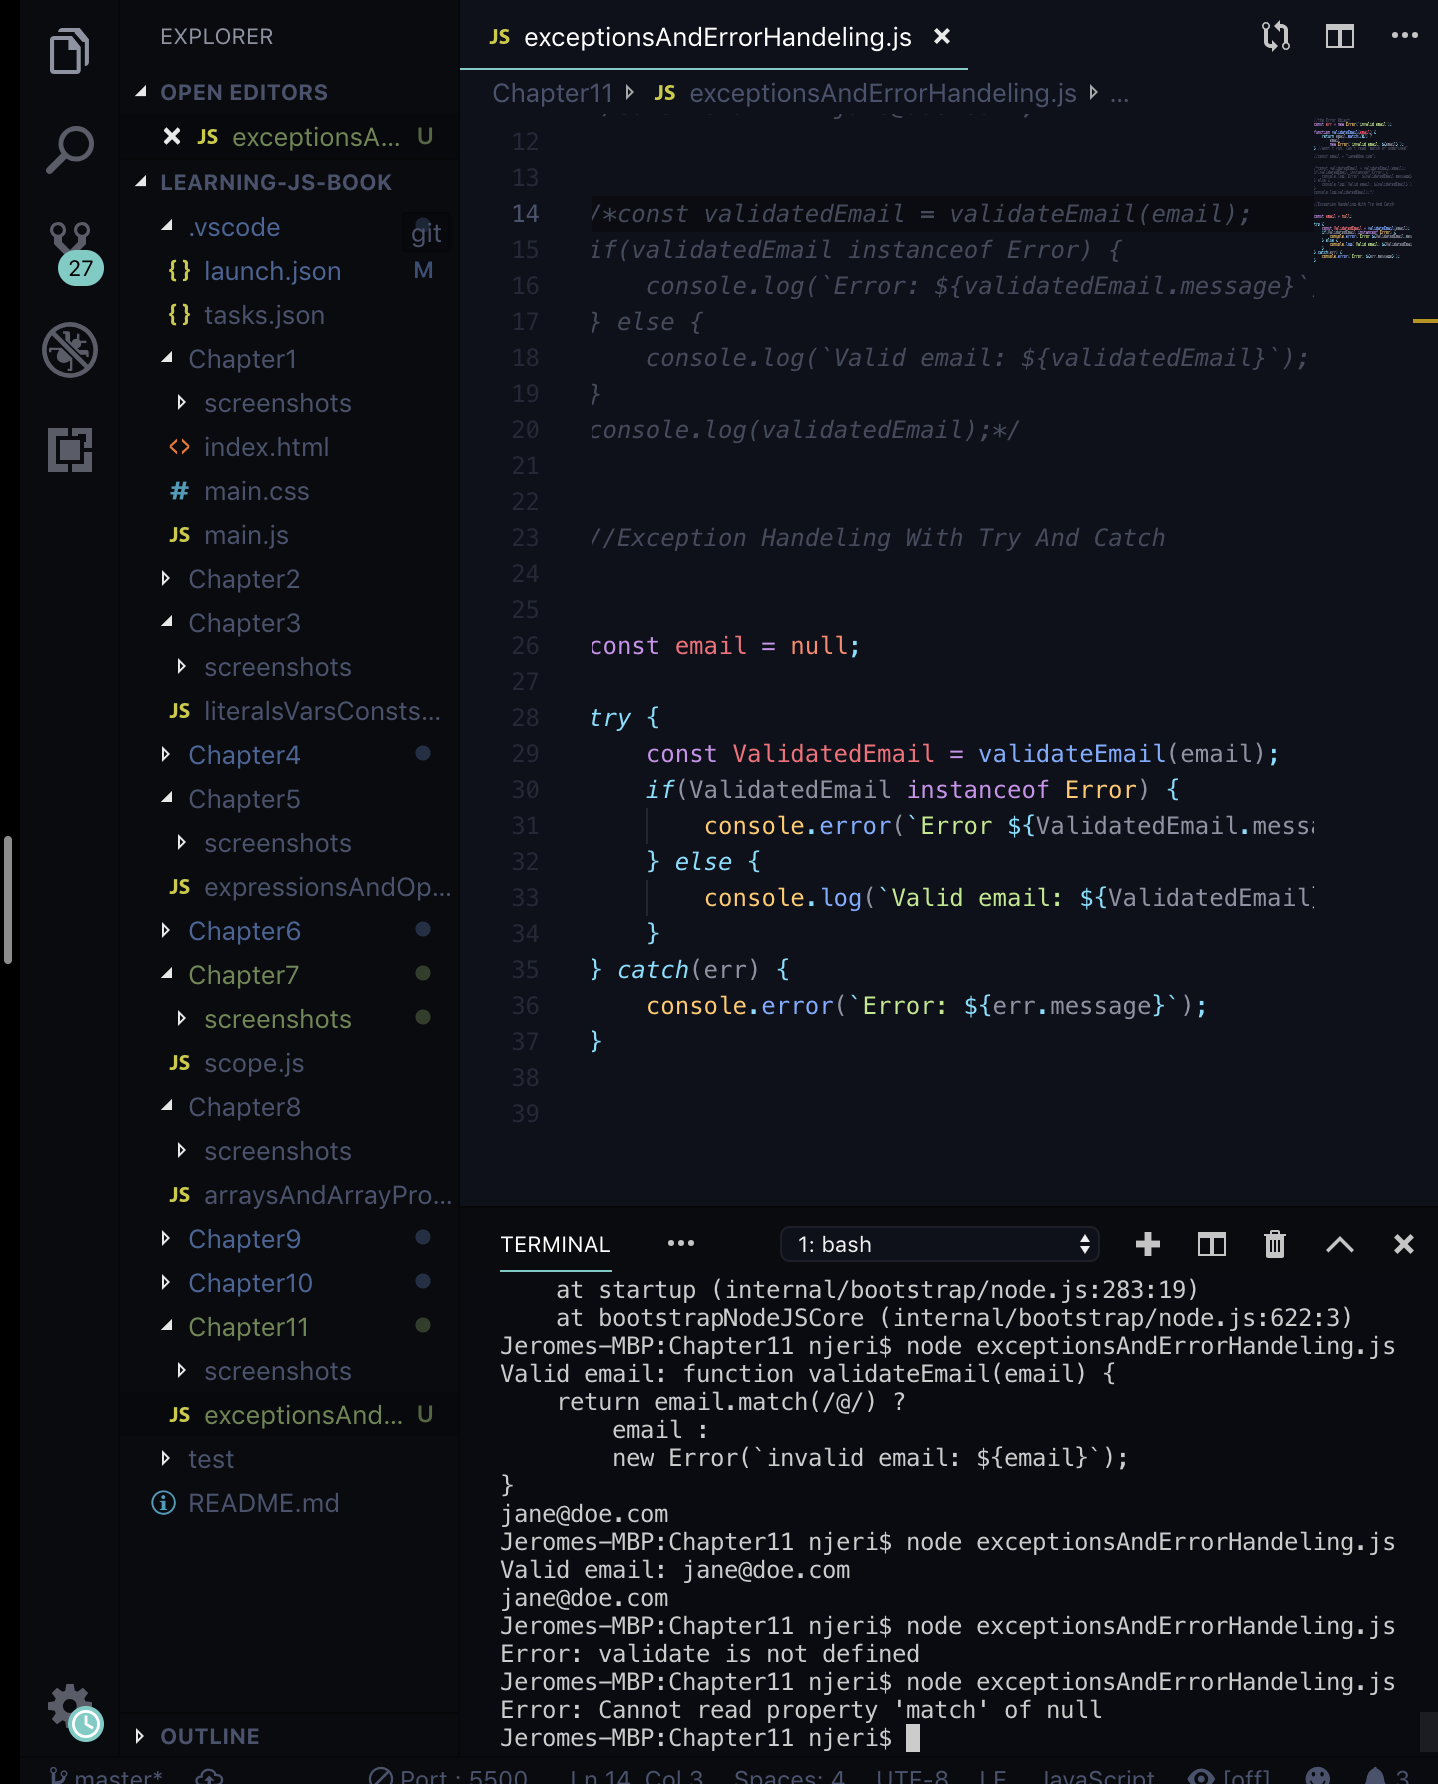 EXPLORER
OPEN EDITORS
JS exceptionsA... U
LEARNING-JS-BOOK
.vscode
git
{} launch.json M
{} tasks.json
Chapter1
screenshots
<> index.html
# main.css
JS main.js
Chapter2
Chapter3
screenshots
JS literalsVarsConsts...
Chapter4
Chapter5
screenshots
JS expressionsAndOp...
Chapter6
Chapter7
screenshots
JS scope.js
Chapter8
screenshots
JS arraysAndArrayPro...
Chapter9
Chapter10
Chapter11
screenshots
JS exceptionsAnd... U
test
README.md
OUTLINE
27
JS exceptionsAndErrorHandeling.js
Chapter11 JS exceptionsAndErrorHandeling.js ...
12
13
14 /*const validatedEmail = validateEmail(email);
15 if(validatedEmail instanceof Error) {
16 console.log(`Error: ${validatedEmail.message}`
17 } else {
18 console.log(`Valid email: ${validatedEmail}`);
19 }
20 console.log(validatedEmail);*/
21
22
23 //Exception Handeling With Try And Catch
24
25
26 const email = null;
27
28 try {
29 const ValidatedEmail = validateEmail(email);
30 if(ValidatedEmail instanceof Error) {
31 console.error(`Error ${ValidatedEmail.messa
32 } else {
33 console.log(`Valid email: ${ValidatedEmail}
34 }
35 } catch(err) {
36 console.error(`Error: ${err.message}`);
37 }
38
39
TERMINAL ... 1: bash
at startup (internal/bootstrap/node.js:283:19)
at bootstrapNodeJSCore (internal/bootstrap/node.js:622:3)
Jeromes-MBP:Chapter11 njeri$ node exceptionsAndErrorHandeling.js
Valid email: function validateEmail(email) {
return email.match(/@/) ?
email :
new Error(`invalid email: ${email}`);
}
jane@doe.com
Jeromes-MBP:Chapter11 njeri$ node exceptionsAndErrorHandeling.js
Valid email: jane@doe.com
jane@doe.com
Jeromes-MBP:Chapter11 njeri$ node exceptionsAndErrorHandeling.js
Error: validate is not defined
Jeromes-MBP:Chapter11 njeri$ node exceptionsAndErrorHandeling.js
Error: Cannot read property 'match' of null
Jeromes-MBP:Chapter11 njeri$
master* Port : 5500 Ln 14, Col 3 Spaces: 4 UTF-8 LF JavaScript [off] 3